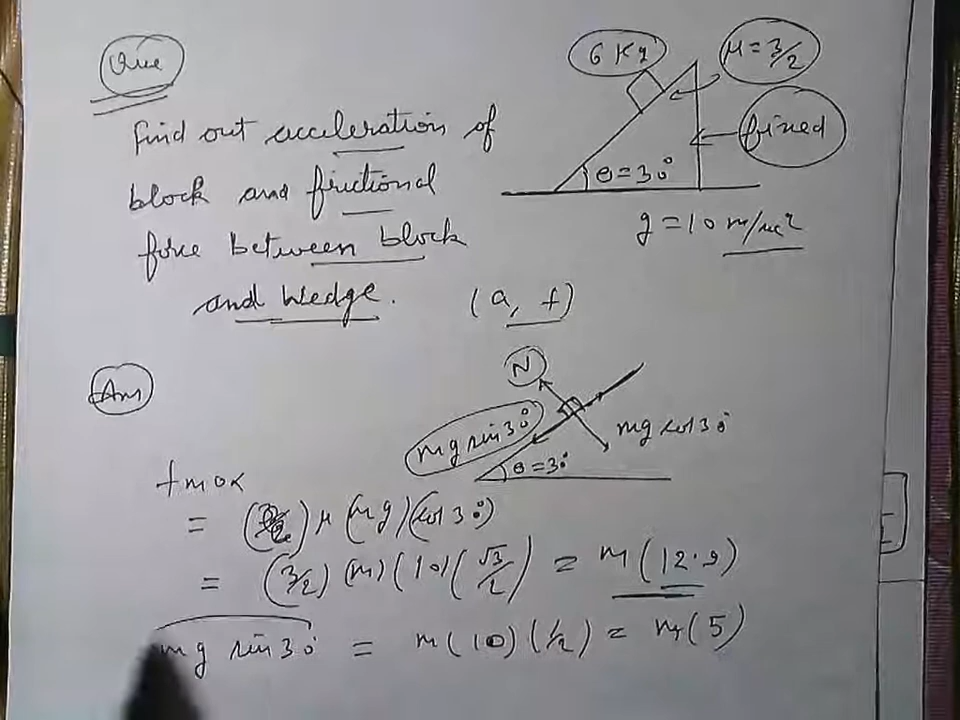 Que
6 Kg
μ = 3/2
fixed
θ = 30°
g = 10 m/sec²
Find out acceleration of
block and frictional
force between block
and wedge. (a, f)
Ans
N
mg sin 30°
mg cos 30°
θ = 30°
fmax
= μ (mg)(cos 30°)
= (3/2) (m) (10) (√3/2) = m (12.9)
mg sin 30° = m (10) (1/2) = m (5)